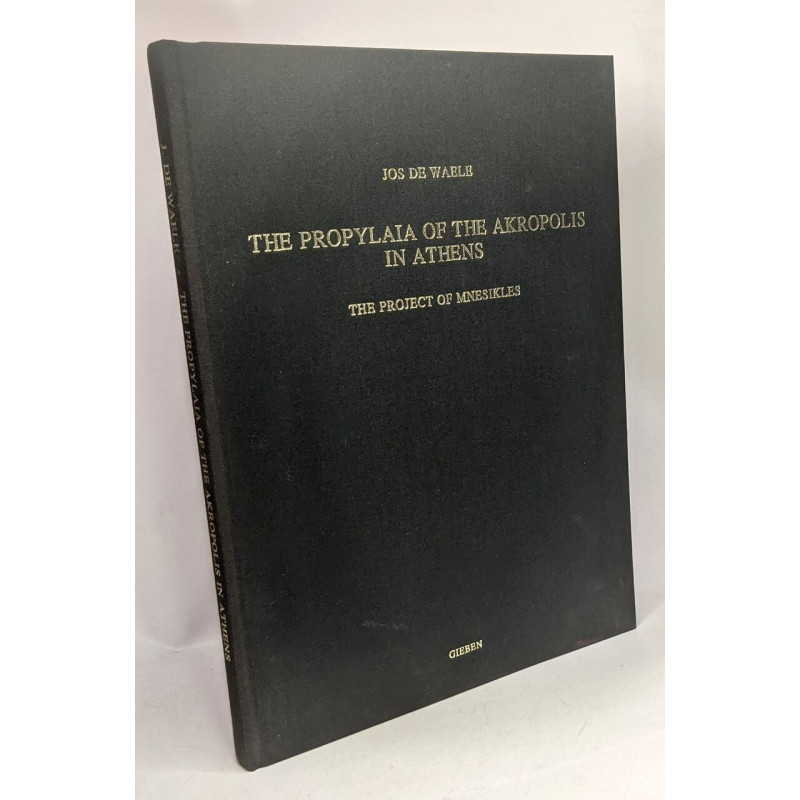 JOS DE WAELE
THE PROPYLAIA OF THE AKROPOLIS
IN ATHENS
THE PROJECT OF MNESIKLES
GIEBEN
J. DE WAELE • THE PROPYLAIA OF THE AKROPOLIS IN ATHENS